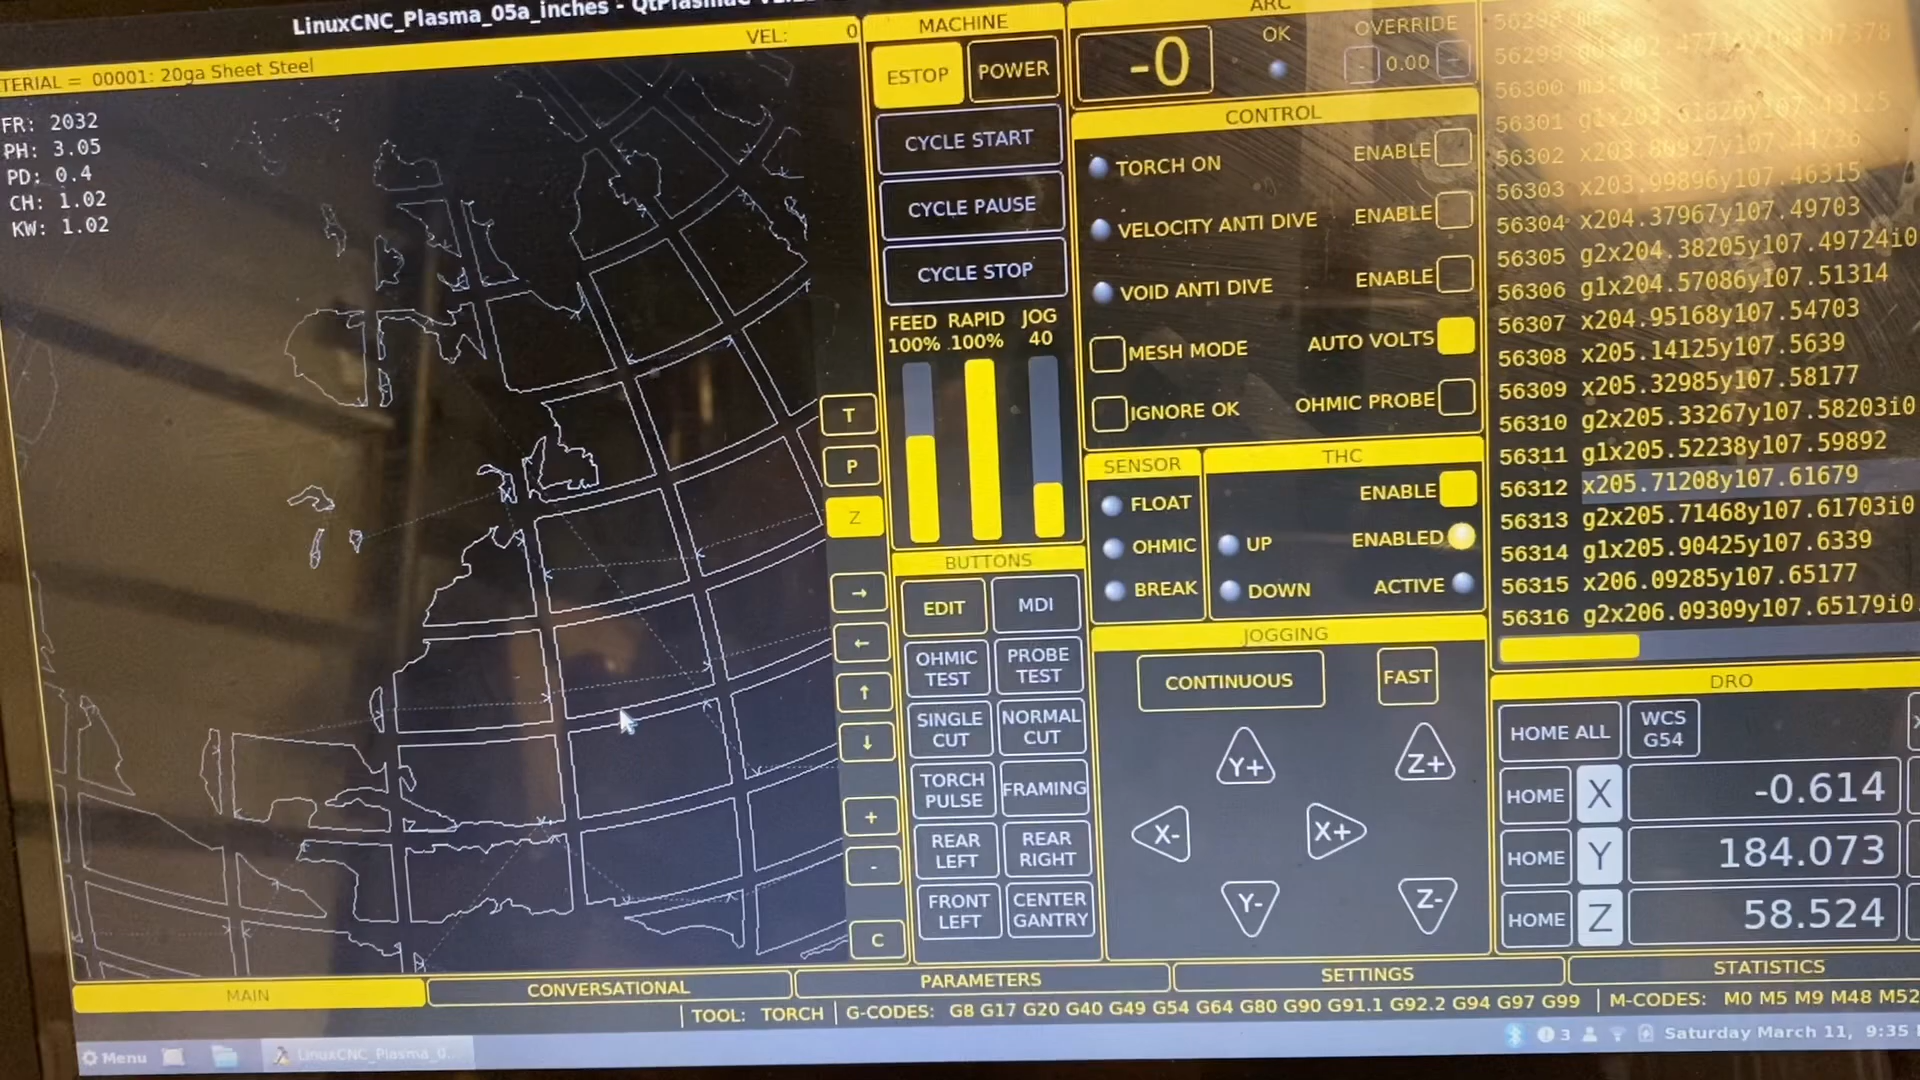 LinuxCNC_Plasma_05a_inches - QtPlasmaC
TERIAL = 00001: 20ga Sheet Steel
VEL: 0
FR: 2032
PH: 3.05
PD: 0.4
CH: 1.02
KW: 1.02
T
P
Z
→
←
↑
↓
+
-
C
MACHINE
ESTOP POWER
CYCLE START
CYCLE PAUSE
CYCLE STOP
FEED RAPID JOG
100% 100% 40
BUTTONS
EDIT MDI
OHMIC TEST PROBE TEST
SINGLE CUT NORMAL CUT
TORCH PULSE FRAMING
REAR LEFT REAR RIGHT
FRONT LEFT CENTER GANTRY
ARC
-0 OK OVERRIDE
- 0.00 +
CONTROL
TORCH ON ENABLE
VELOCITY ANTI DIVE ENABLE
VOID ANTI DIVE ENABLE
MESH MODE AUTO VOLTS
IGNORE OK OHMIC PROBE
SENSOR
FLOAT
OHMIC
BREAK
THC
ENABLE
UP ENABLED
DOWN ACTIVE
JOGGING
CONTINUOUS FAST
Y+ Z+
X- X+
Y- Z-
56298
56299
56300
56301
56302
56303 x203.99896y107.46315
56304 x204.37967y107.49703
56305 g2x204.38205y107.49724i0
56306 g1x204.57086y107.51314
56307 x204.95168y107.54703
56308 x205.14125y107.5639
56309 x205.32985y107.58177
56310 g2x205.33267y107.58203i0
56311 g1x205.52238y107.59892
56312 x205.71208y107.61679
56313 g2x205.71468y107.61703i0
56314 g1x205.90425y107.6339
56315 x206.09285y107.65177
56316 g2x206.09309y107.65179i0
DRO
HOME ALL WCS G54
HOME X -0.614
HOME Y 184.073
HOME Z 58.524
MAIN CONVERSATIONAL PARAMETERS SETTINGS STATISTICS
TOOL: TORCH G-CODES: G8 G17 G20 G40 G49 G54 G64 G80 G90 G91.1 G92.2 G94 G97 G99 M-CODES: M0 M5 M9 M48 M52
Menu LinuxCNC_Plasma_0... 3 Saturday March 11, 9:35